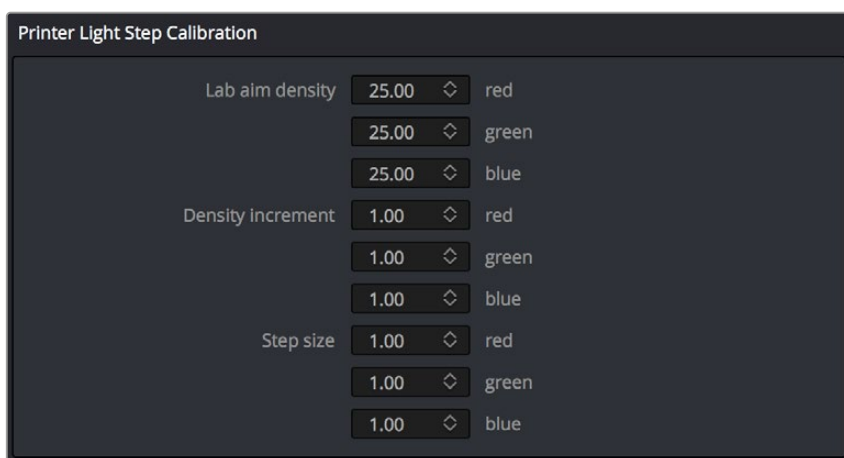 Printer Light Step Calibration
Lab aim density 25.00 red
25.00 green
25.00 blue
Density increment 1.00 red
1.00 green
1.00 blue
Step size 1.00 red
1.00 green
1.00 blue